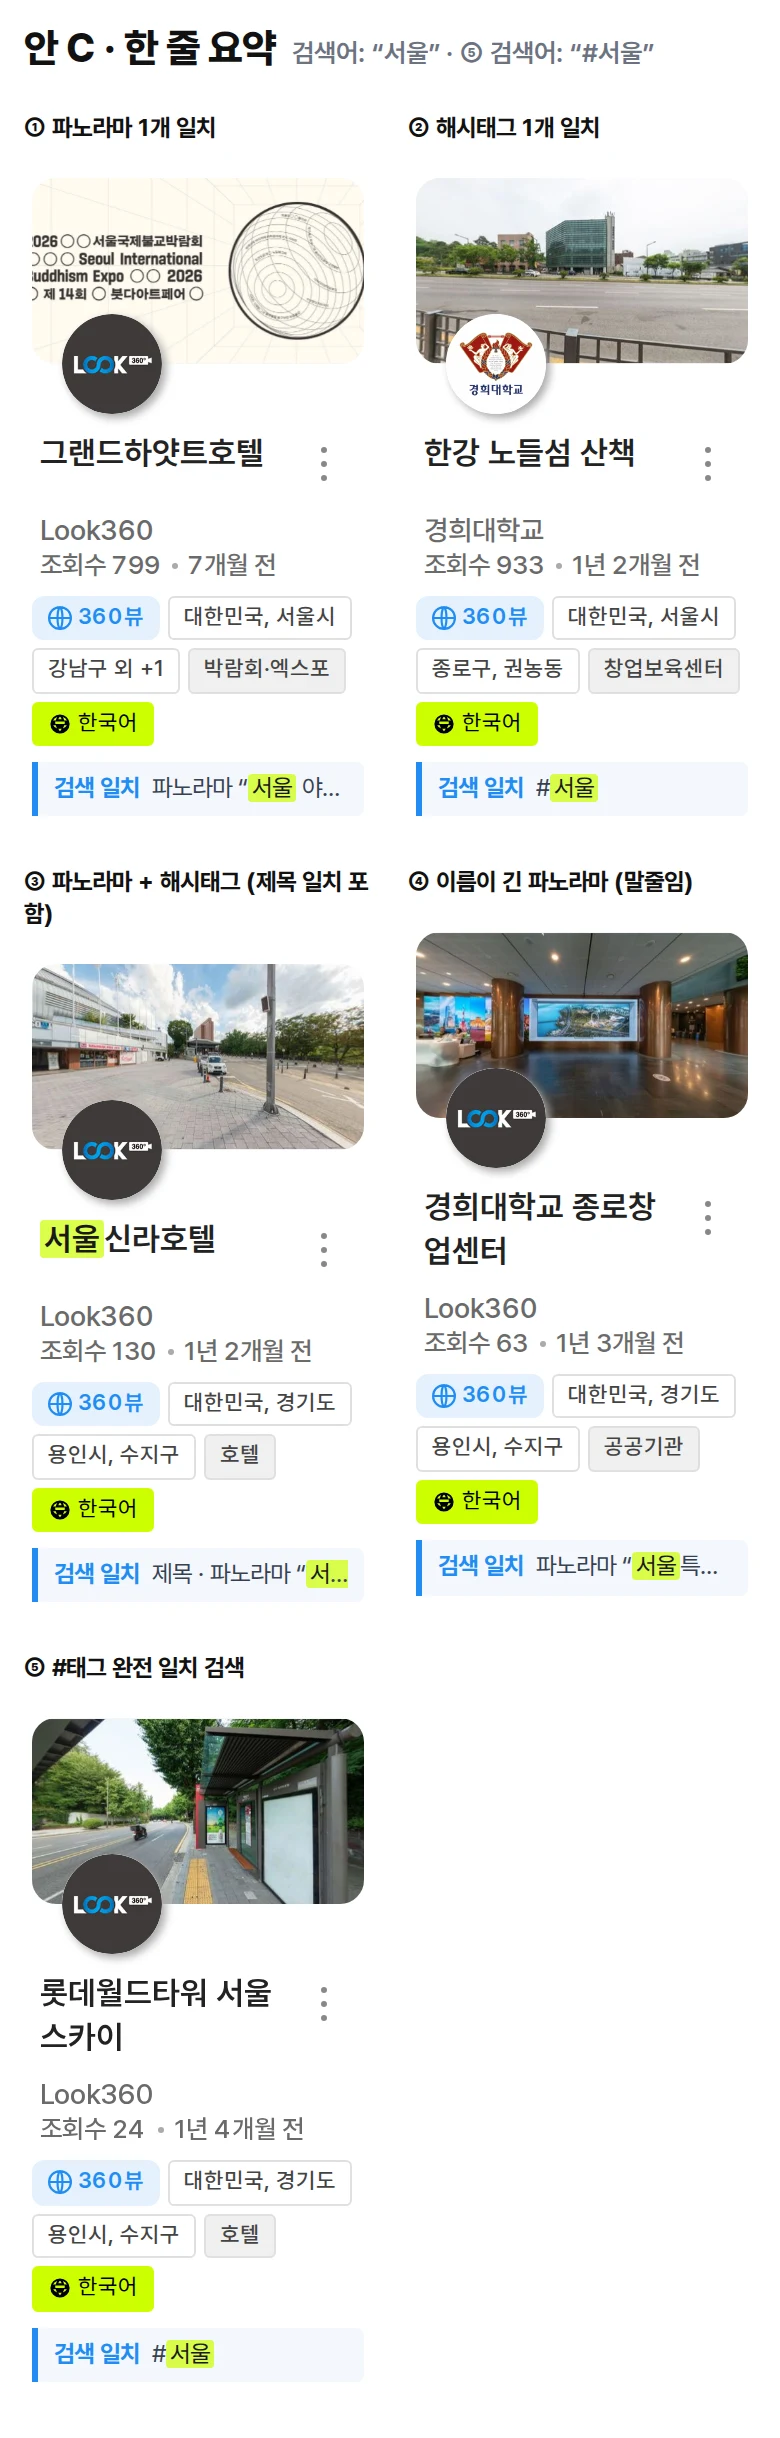 안 C · 한 줄 요약 검색어: “서울” · ⑤ 검색어: “#서울”
① 파노라마 1개 일치
2026 ○○서울국제불교박람회
○○○ Seoul International
Buddhism Expo ○○ 2026
○ 제 14회 ○ 붓다아트페어 ○
LOOK 360°
그랜드하얏트호텔
Look360
조회수 799 • 7개월 전
360뷰 대한민국, 서울시
강남구 외 +1 박람회·엑스포
한국어
검색 일치 파노라마 “서울 야...
② 해시태그 1개 일치
경희대학교
한강 노들섬 산책
경희대학교
조회수 933 • 1년 2개월 전
360뷰 대한민국, 서울시
종로구, 권농동 창업보육센터
한국어
검색 일치 #서울
③ 파노라마 + 해시태그 (제목 일치 포
함)
LOOK 360°
서울신라호텔
Look360
조회수 130 • 1년 2개월 전
360뷰 대한민국, 경기도
용인시, 수지구 호텔
한국어
검색 일치 제목 · 파노라마 “서...
④ 이름이 긴 파노라마 (말줄임)
LOOK 360°
경희대학교 종로창
업센터
Look360
조회수 63 • 1년 3개월 전
360뷰 대한민국, 경기도
용인시, 수지구 공공기관
한국어
검색 일치 파노라마 “서울특...
⑤ #태그 완전 일치 검색
LOOK 360°
롯데월드타워 서울
스카이
Look360
조회수 24 • 1년 4개월 전
360뷰 대한민국, 경기도
용인시, 수지구 호텔
한국어
검색 일치 #서울